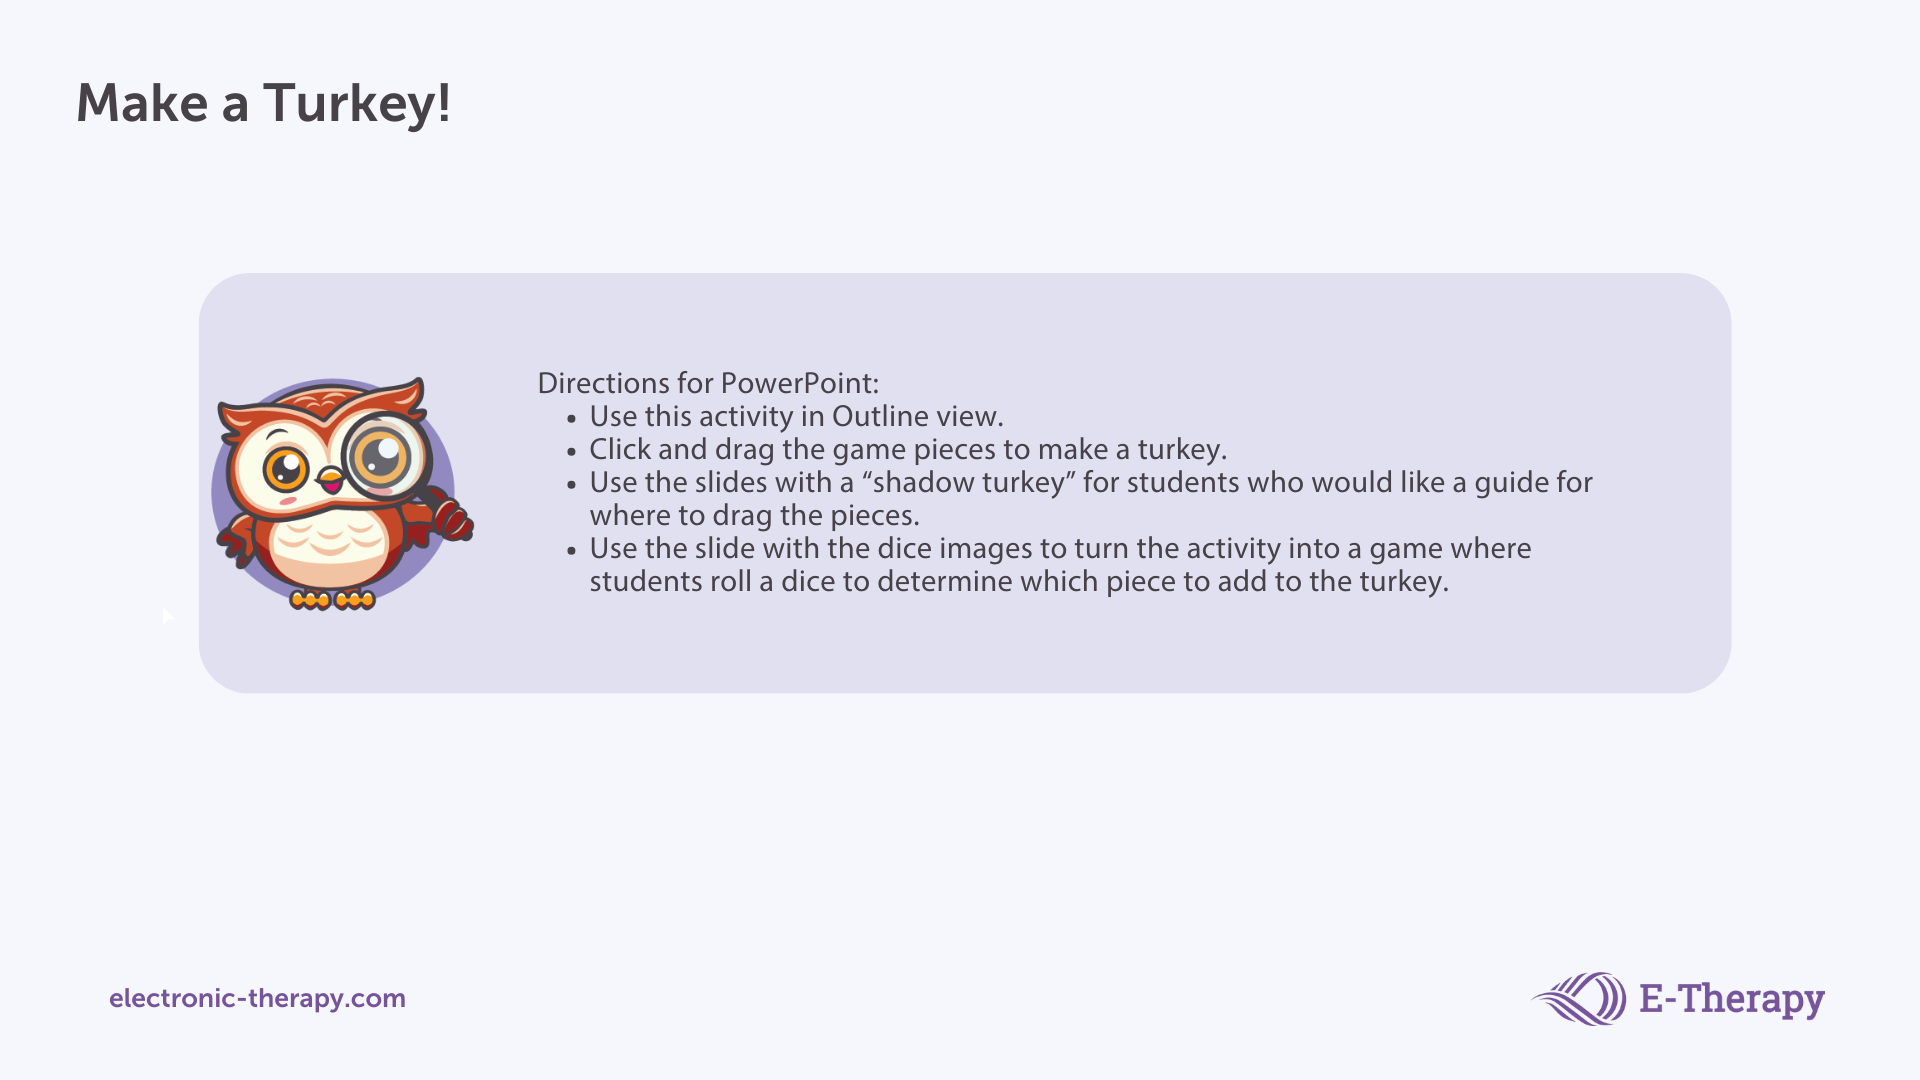 Make a Turkey!
Directions for PowerPoint:
• Use this activity in Outline view.
• Click and drag the game pieces to make a turkey.
• Use the slides with a “shadow turkey” for students who would like a guide for
where to drag the pieces.
• Use the slide with the dice images to turn the activity into a game where
students roll a dice to determine which piece to add to the turkey.
electronic-therapy.com
E-Therapy